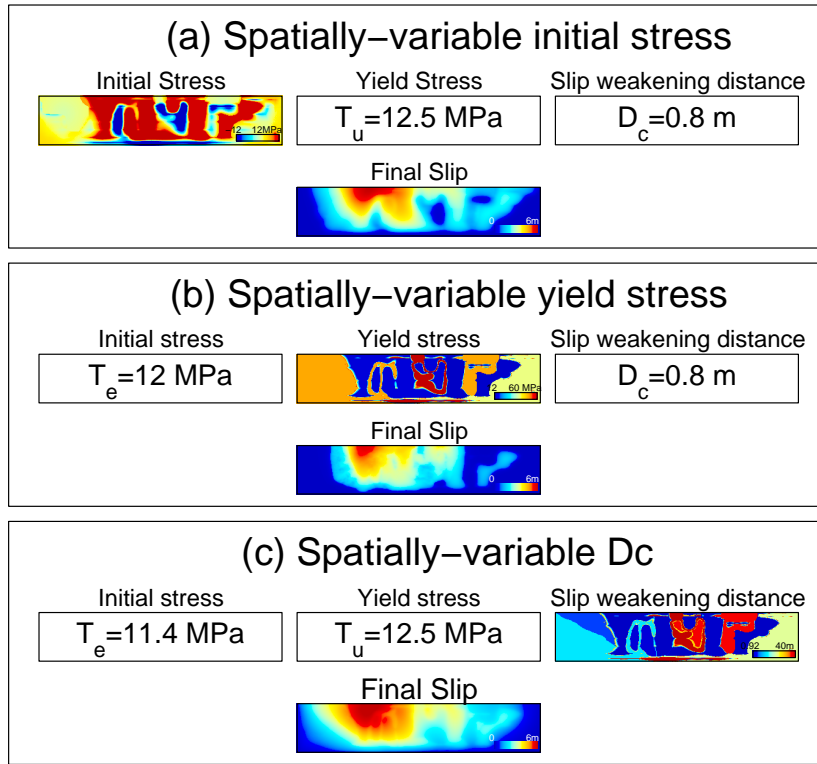 (a) Spatially−variable initial stress
Initial Stress
Yield Stress
Slip weakening distance
−12 12MPa
T_u=12.5 MPa
D_c=0.8 m
Final Slip
0 6m
(b) Spatially−variable yield stress
Initial stress
Yield stress
Slip weakening distance
T_e=12 MPa
2 60 MPa
D_c=0.8 m
Final Slip
0 6m
(c) Spatially−variable Dc
Initial stress
Yield stress
Slip weakening distance
T_e=11.4 MPa
T_u=12.5 MPa
40m
Final Slip
0 6m